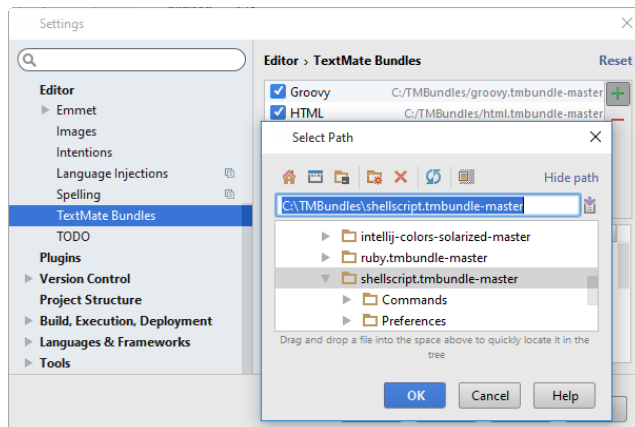 Settings
Editor › TextMate Bundles
Reset
Editor
Emmet
Images
Intentions
Language Injections
Spelling
TextMate Bundles
TODO
Plugins
Version Control
Project Structure
Build, Execution, Deployment
Languages & Frameworks
Tools
Groovy C:/TMBundles/groovy.tmbundle-master
HTML C:/TMBundles/html.tmbundle-master
Select Path
Hide path
C:\TMBundles\shellscript.tmbundle-master
intellij-colors-solarized-master
ruby.tmbundle-master
shellscript.tmbundle-master
Commands
Preferences
Drag and drop a file into the space above to quickly locate it in the
tree
OK Cancel Help